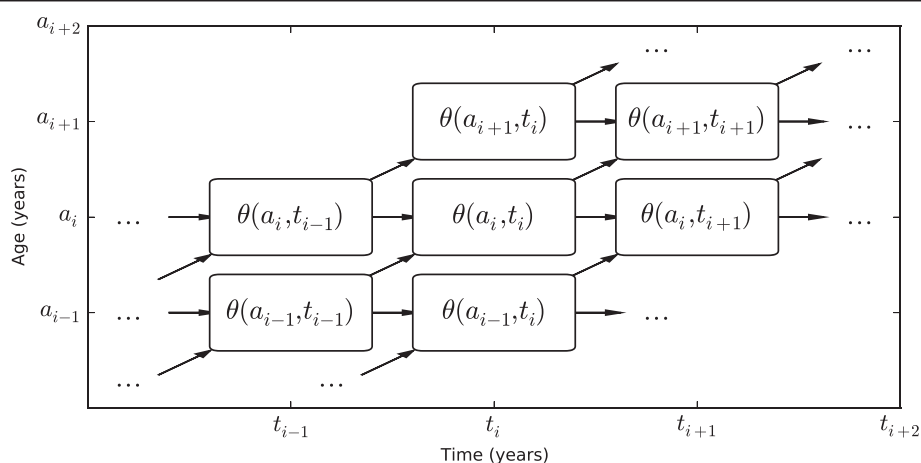 a_{i+2}
...
...
a_{i+1}
θ(a_{i+1},t_i)
θ(a_{i+1},t_{i+1})
...
Age (years)
a_i
...
θ(a_i,t_{i-1})
θ(a_i,t_i)
θ(a_i,t_{i+1})
...
a_{i-1}
...
θ(a_{i-1},t_{i-1})
θ(a_{i-1},t_i)
...
...
...
t_{i-1}
t_i
t_{i+1}
t_{i+2}
Time (years)